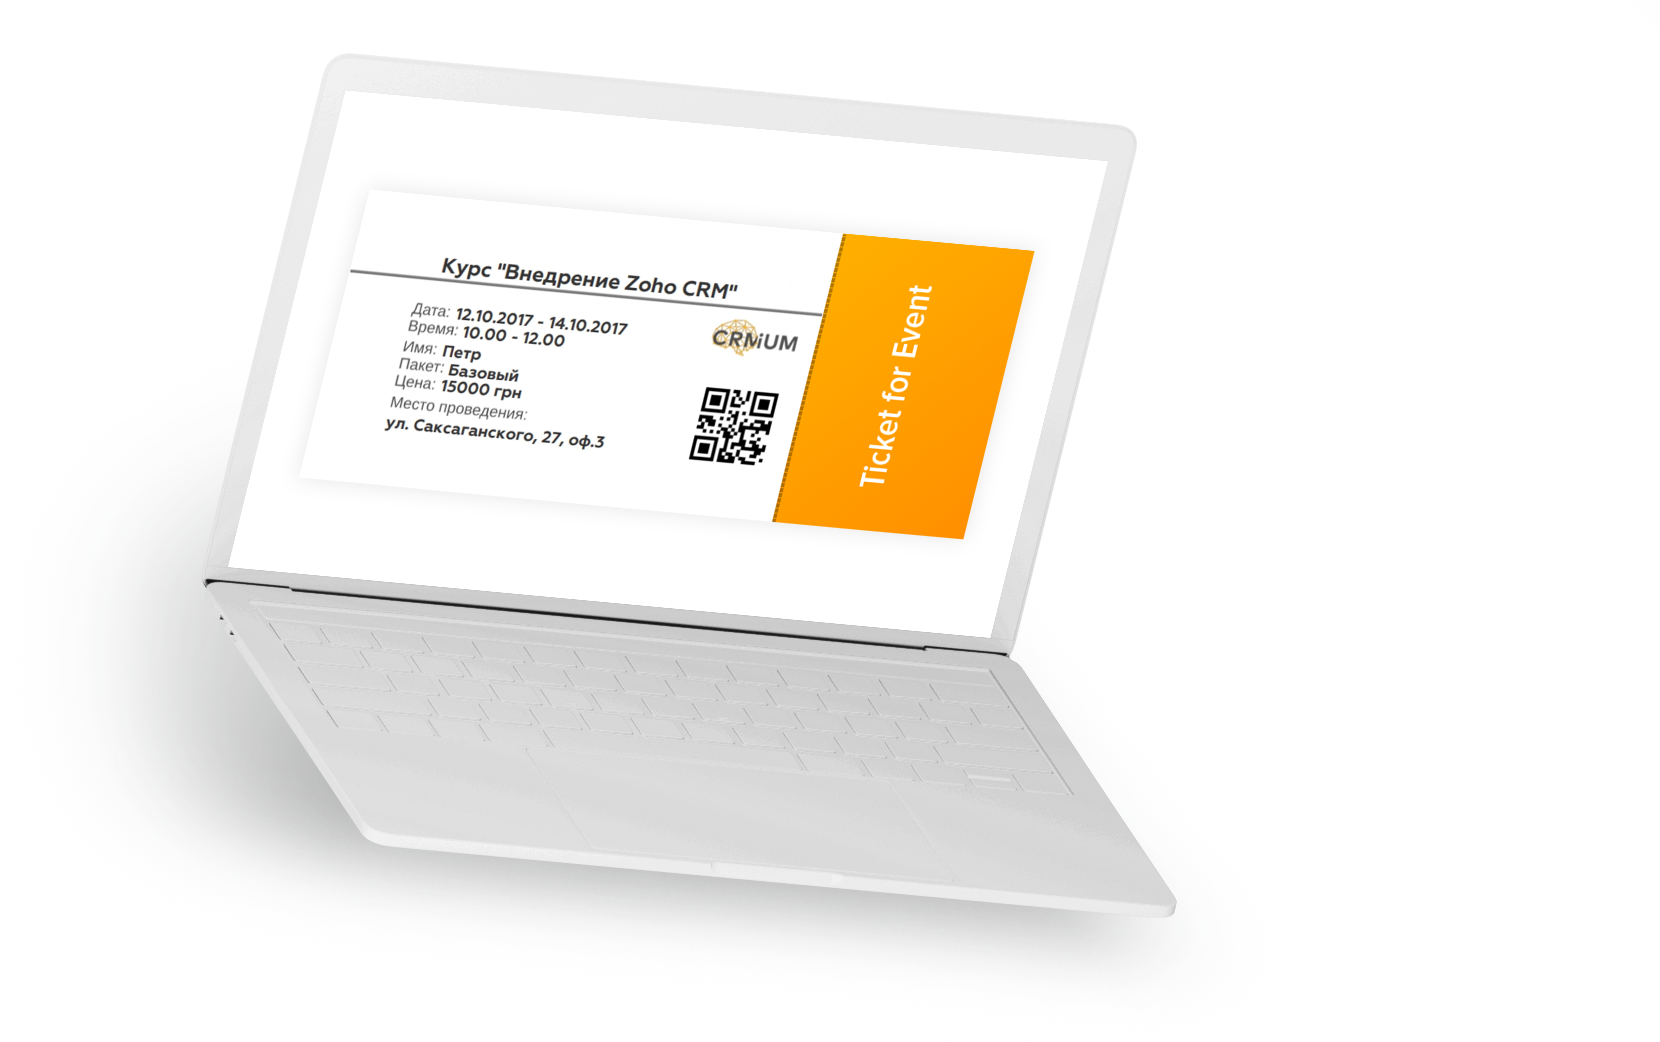 Курс "Внедрение Zoho CRM"
Дата: 12.10.2017 - 14.10.2017
Время: 10.00 - 12.00
Имя: Петр
Пакет: Базовый
Цена: 15000 грн
Место проведения:
ул. Саксаганского, 27, оф.3
CRMiUM
Ticket for Event